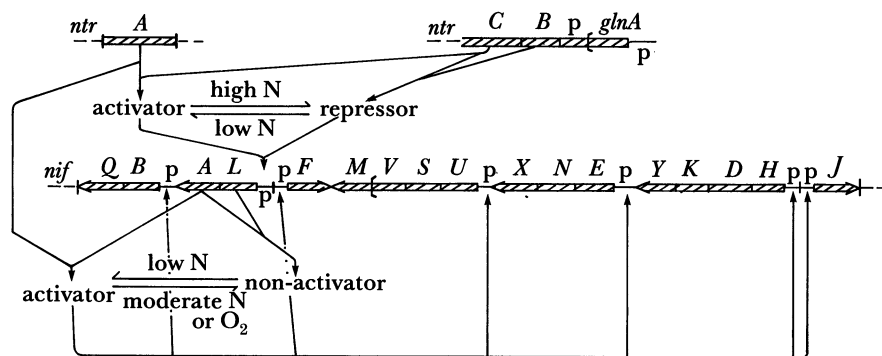 ntr A ntr C B p glnA
p
high N
activator repressor
low N
nif Q B p A L p F M V S U p X N E p Y K D H p p J
p
low N
activator non-activator
moderate N
or O₂